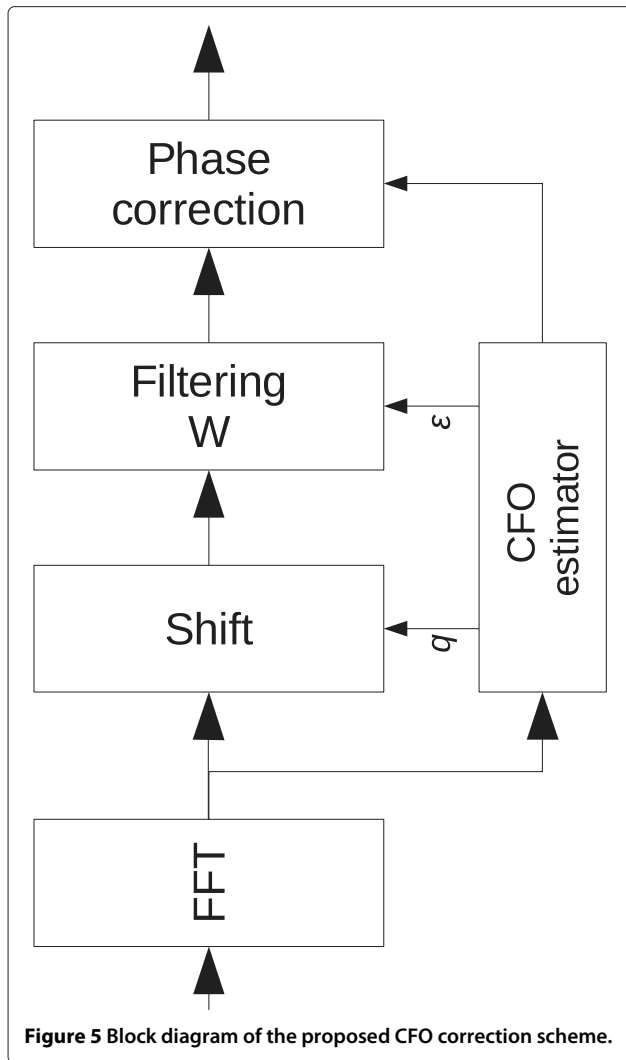 Phase
correction
Filtering
W
ε
CFO
estimator
Shift
q
FFT
Figure 5 Block diagram of the proposed CFO correction scheme.